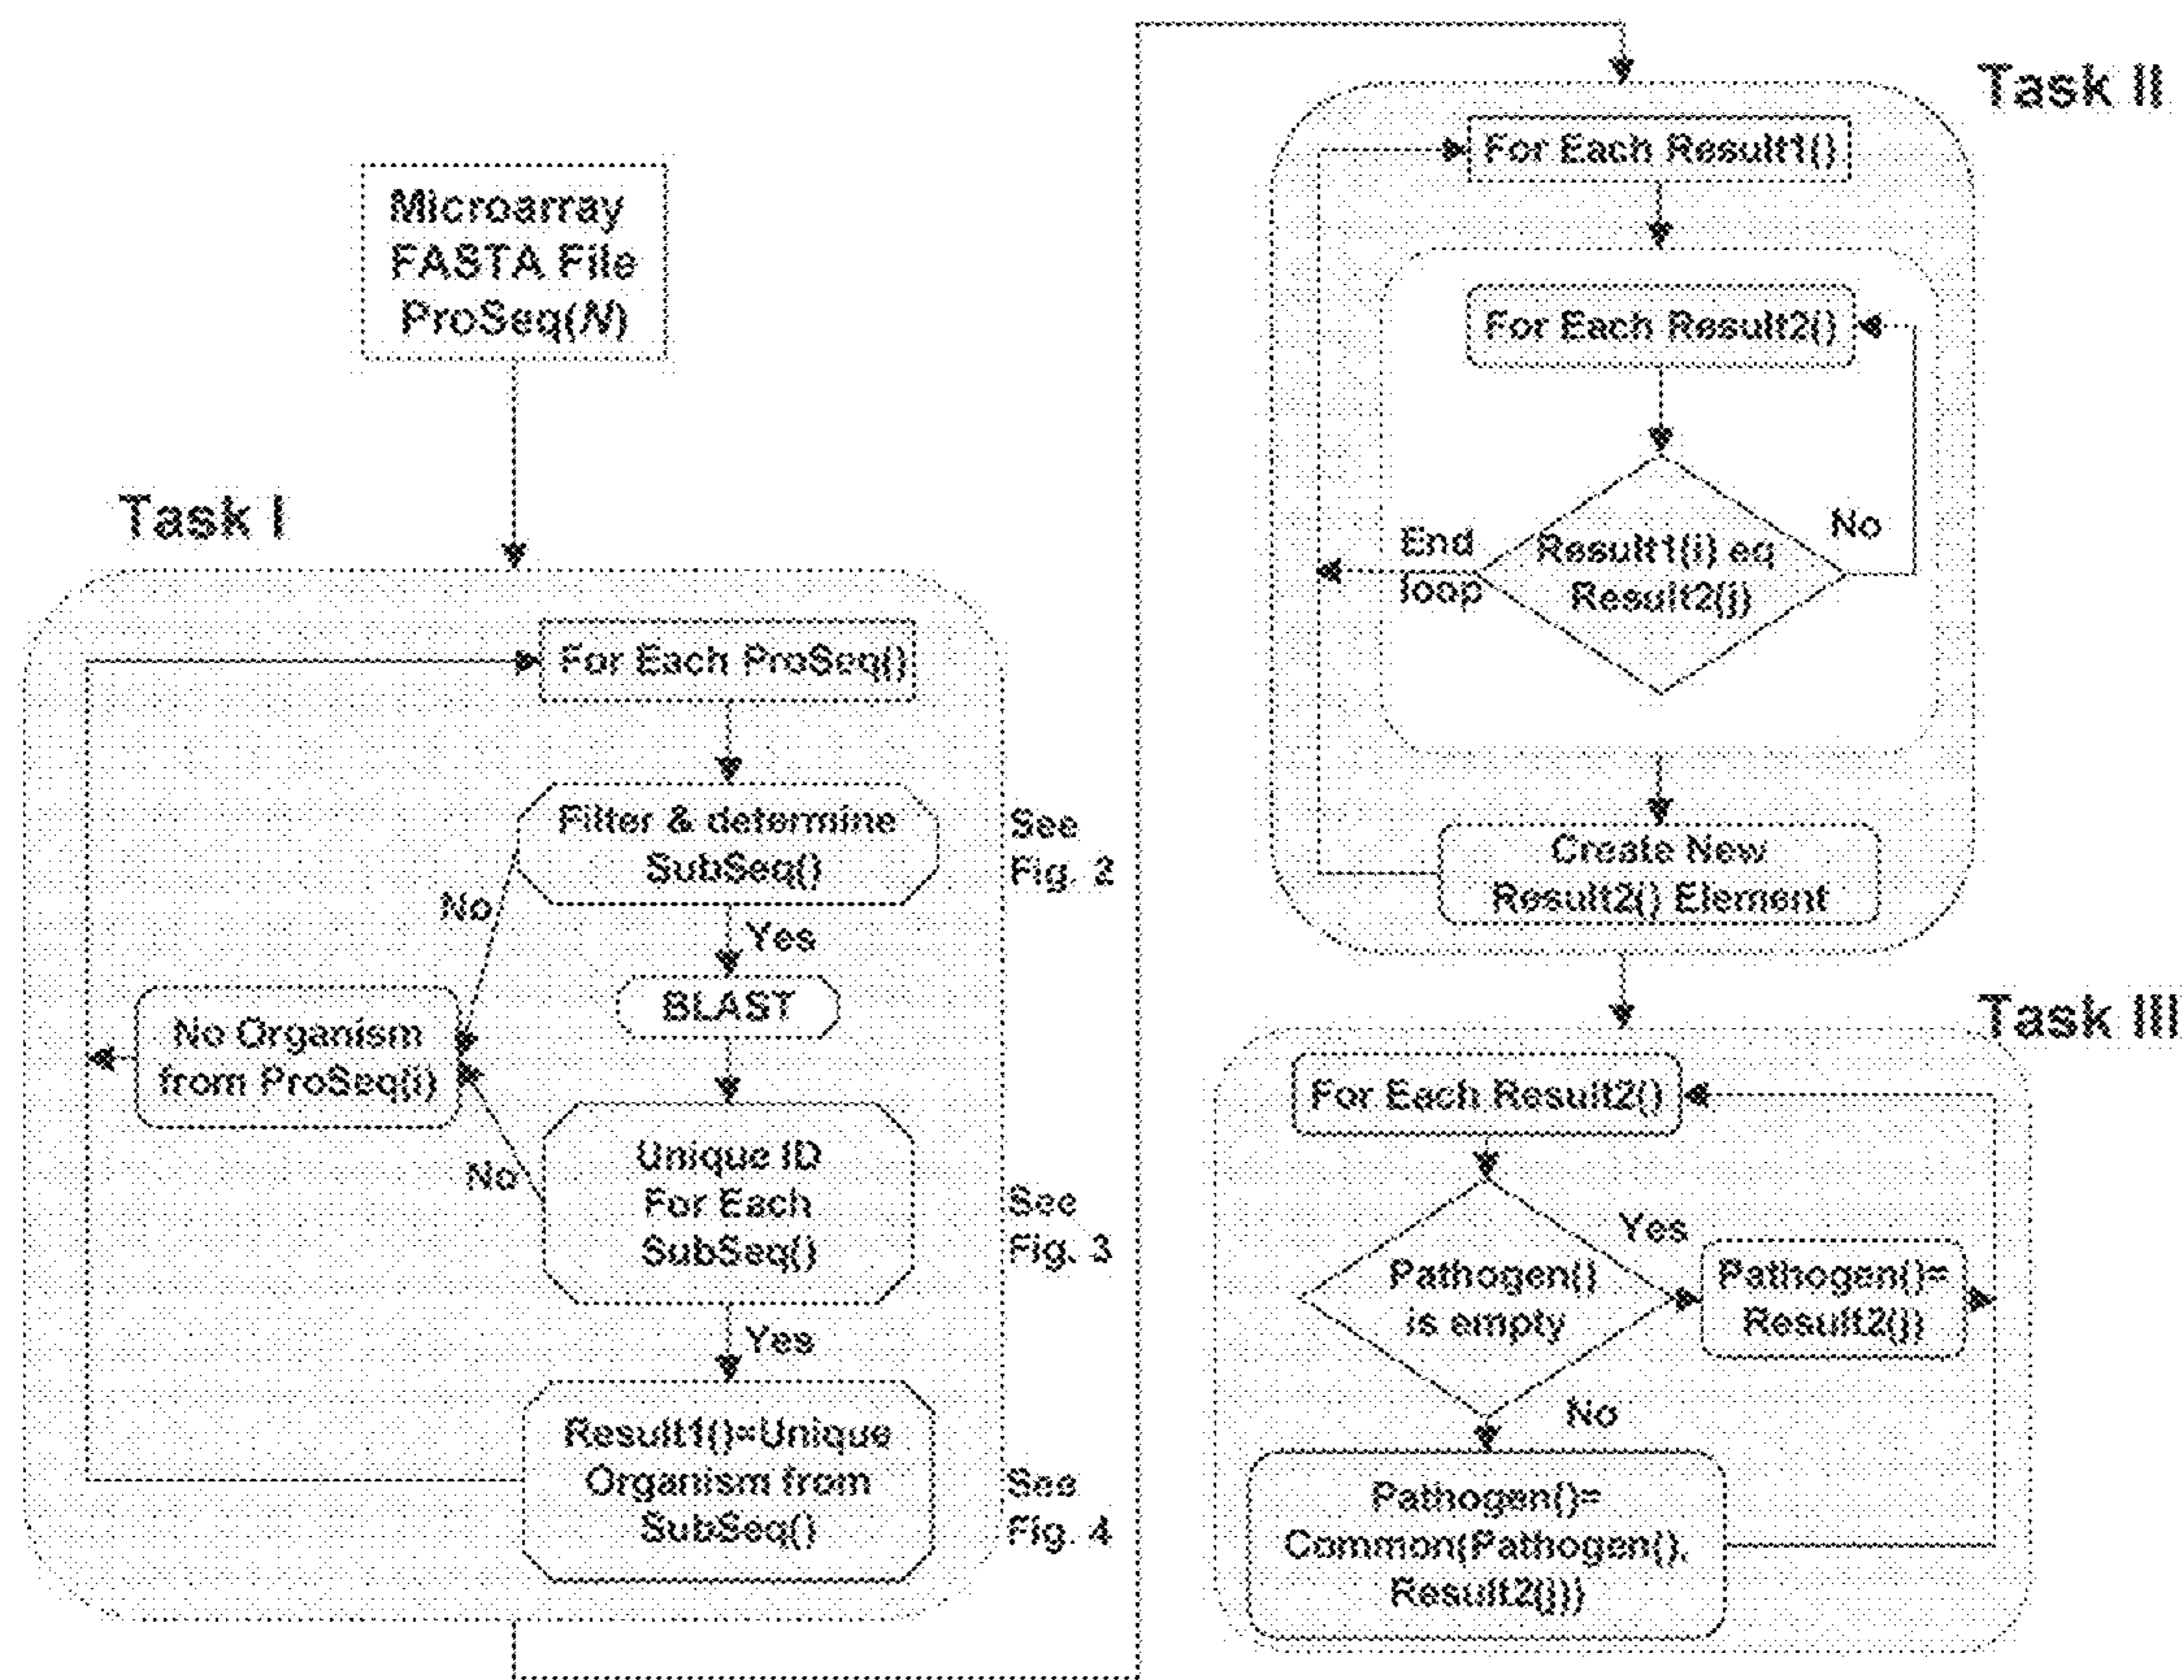 Microarray
FASTA File
ProSeq(N)
Task I
For Each ProSeq()
Filter & determine
SubSeq()
See
Fig. 2
No
Yes
BLAST
No Organism
from ProSeq(i)
Unique ID
For Each
SubSeq()
See
Fig. 3
No
Yes
Result1()=Unique
Organism from
SubSeq()
See
Fig. 4
Task II
For Each Result1()
For Each Result2()
Result1(i) eq
Result2(j)
End
loop
No
Create New
Result2() Element
Task III
For Each Result2()
Pathogen()
is empty
Yes
Pathogen()=
Result2(j)
No
Pathogen()=
Common(Pathogen(),
Result2(j))